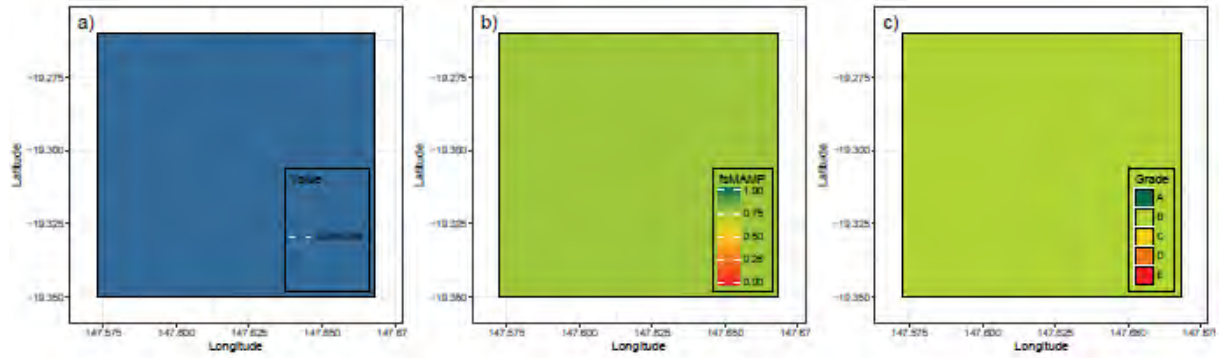 a)
-19.275
-19.300
-19.325
-19.350
Latitude
Value
147.575
147.600
147.625
147.650
147.67
Longitude
b)
-19.275
-19.300
-19.325
-19.350
Latitude
fsMAMP
1.00
0.75
0.50
0.25
0.00
147.575
147.600
147.625
147.650
147.67
Longitude
c)
-19.275
-19.300
-19.325
-19.350
Latitude
Grade
A
B
C
D
E
147.575
147.600
147.625
147.650
Longitude